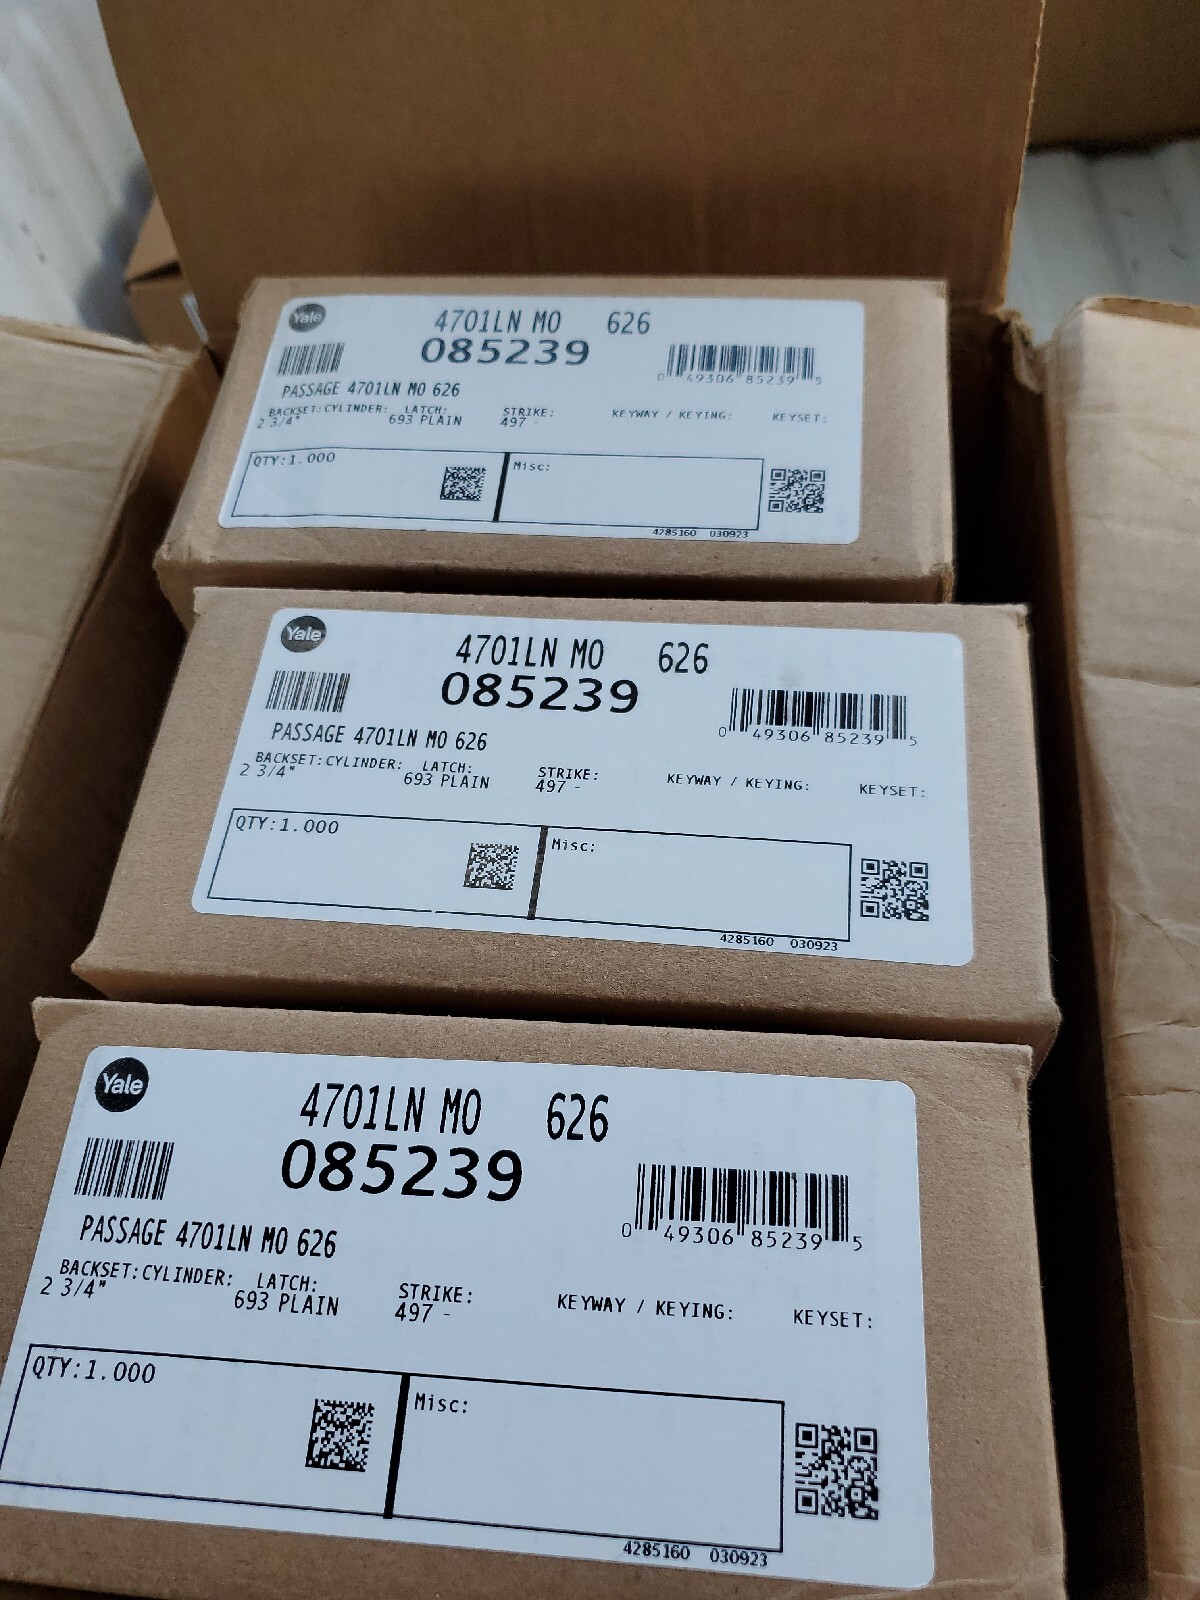 Yale
4701LN MO 626
085239
0 49306 85239 5
PASSAGE 4701LN MO 626
BACKSET: CYLINDER: LATCH: STRIKE: KEYWAY / KEYING: KEYSET:
2 3/4" 693 PLAIN 497 -
QTY:1.000 Misc:
4285160 030923
Yale
4701LN MO 626
085239
0 49306 85239 5
PASSAGE 4701LN MO 626
BACKSET: CYLINDER: LATCH: STRIKE: KEYWAY / KEYING: KEYSET:
2 3/4" 693 PLAIN 497 -
QTY:1.000 Misc:
4285160 030923
Yale
4701LN MO 626
085239
0 49306 85239 5
PASSAGE 4701LN MO 626
BACKSET: CYLINDER: LATCH: STRIKE: KEYWAY / KEYING: KEYSET:
2 3/4" 693 PLAIN 497 -
QTY:1.000 Misc:
4285160 030923